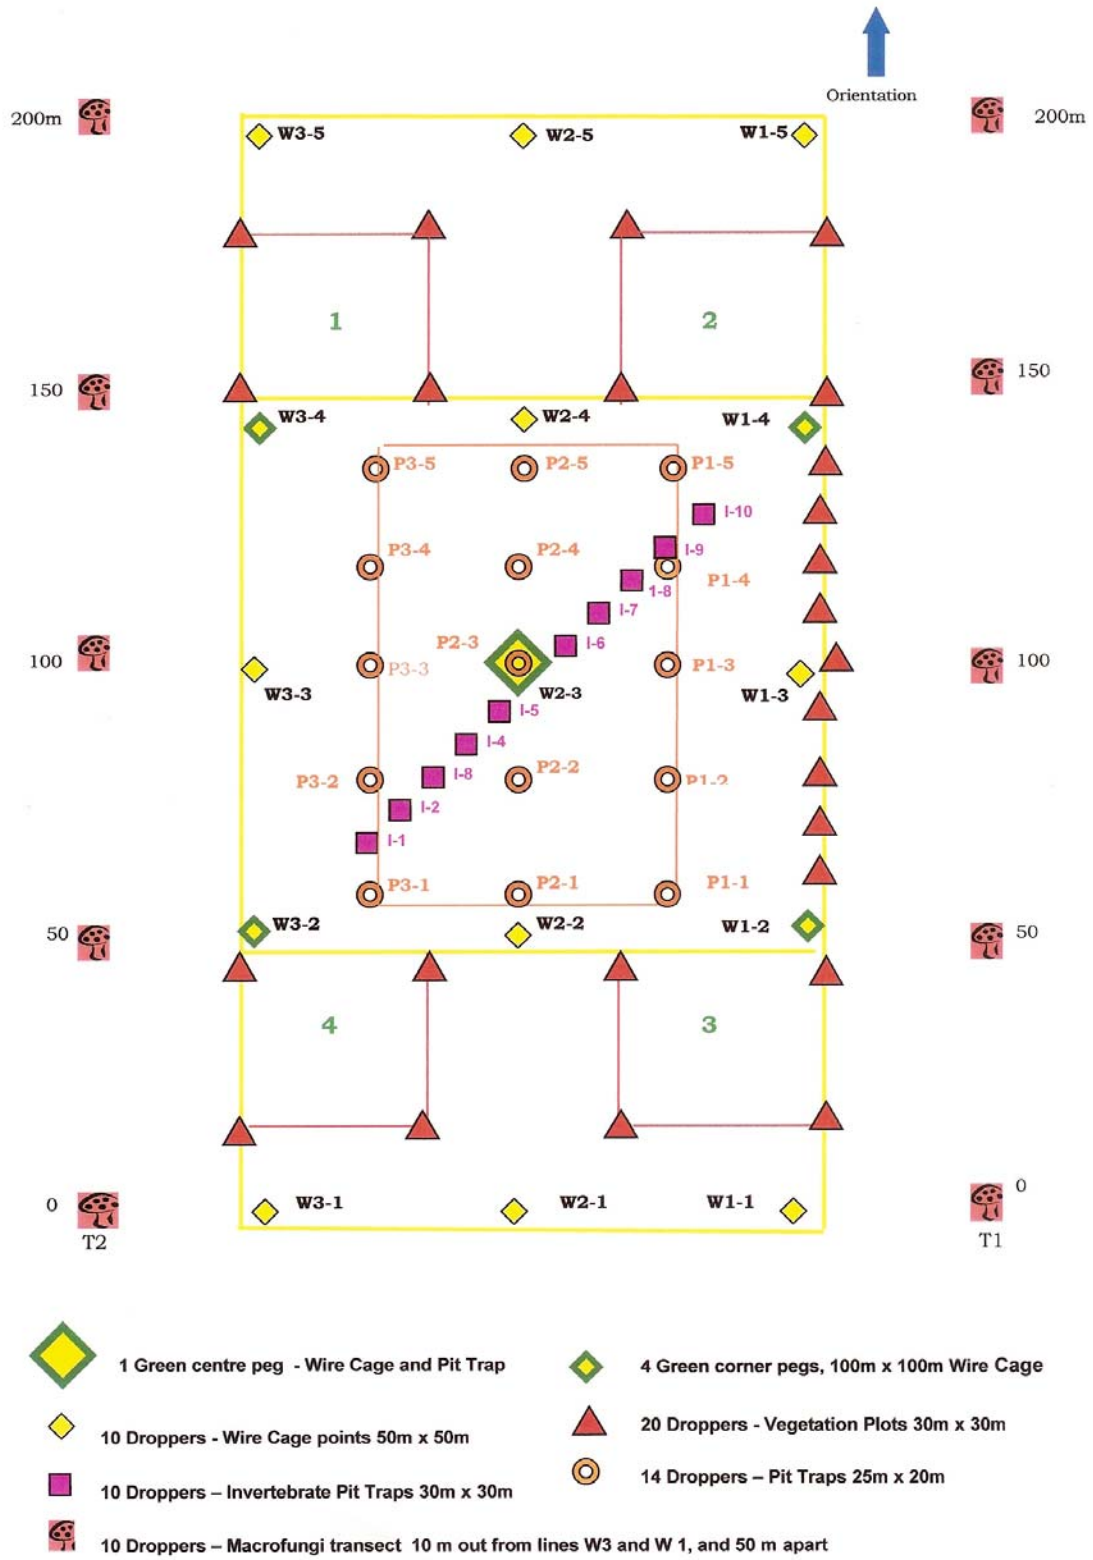 Orientation
200m
200m
W3-5
W2-5
W1-5
1
2
150
150
W3-4
W2-4
W1-4
P3-5
P2-5
P1-5
I-10
P3-4
P2-4
I-9
P1-4
1-8
I-7
P2-3
I-6
100
100
P3-3
P1-3
W3-3
W2-3
W1-3
I-5
I-4
P3-2
I-8
P2-2
P1-2
I-2
I-1
P3-1
P2-1
P1-1
50
W3-2
W2-2
W1-2
50
4
3
0
W3-1
W2-1
W1-1
0
T2
T1
1 Green centre peg - Wire Cage and Pit Trap
4 Green corner pegs, 100m x 100m Wire Cage
10 Droppers - Wire Cage points 50m x 50m
20 Droppers - Vegetation Plots 30m x 30m
10 Droppers – Invertebrate Pit Traps 30m x 30m
14 Droppers – Pit Traps 25m x 20m
10 Droppers – Macrofungi transect 10 m out from lines W3 and W 1, and 50 m apart